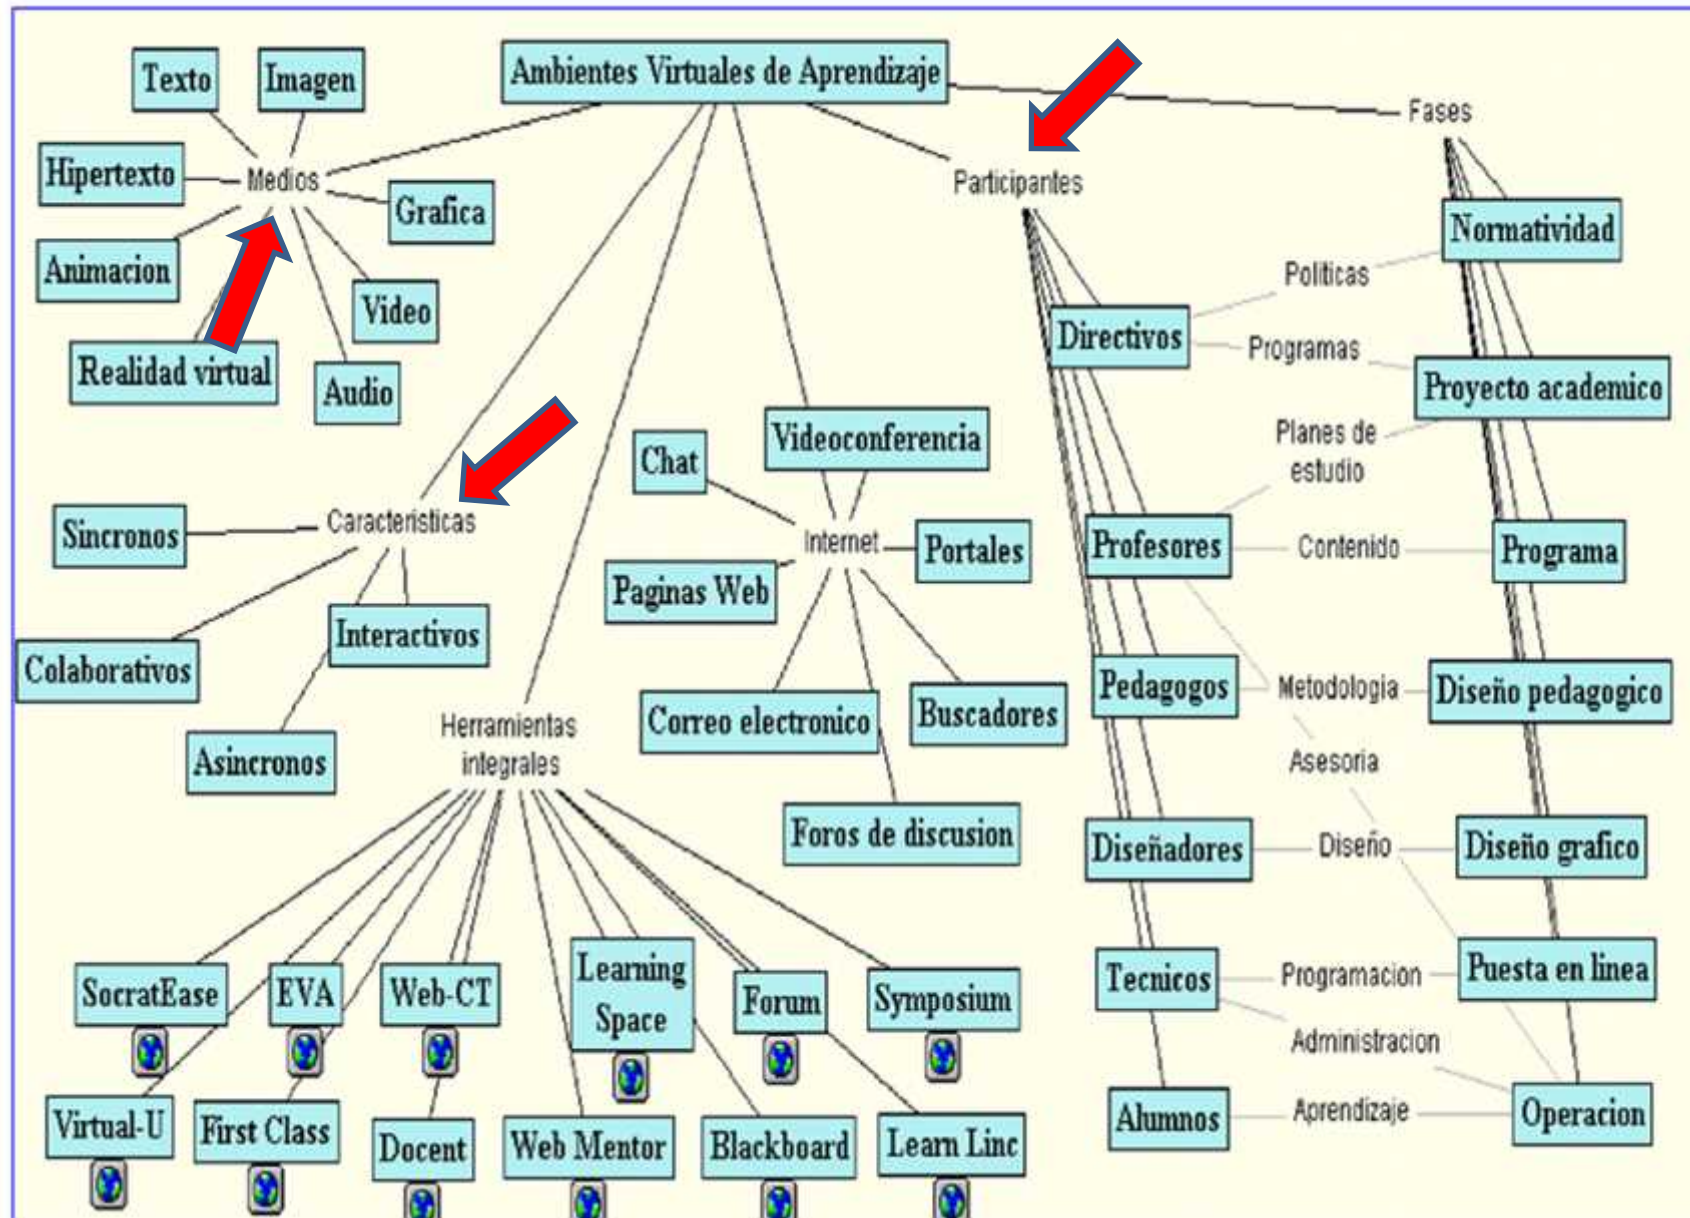 Ambientes Virtuales de Aprendizaje
Texto
Imagen
Hipertexto
Medios
Grafica
Animacion
Video
Realidad virtual
Audio
Caracteristicas
Sincronos
Colaborativos
Interactivos
Asincronos
Herramientas
integrales
SocratEase
EVA
Web-CT
Learning
Space
Forum
Symposium
Virtual-U
First Class
Docent
Web Mentor
Blackboard
Learn Linc
Internet
Chat
Videoconferencia
Portales
Paginas Web
Correo electronico
Buscadores
Foros de discusion
Participantes
Directivos
Profesores
Pedagogos
Diseñadores
Tecnicos
Alumnos
Politicas
Programas
Planes de
estudio
Contenido
Metodologia
Asesoria
Diseño
Programacion
Administracion
Aprendizaje
Fases
Normatividad
Proyecto academico
Programa
Diseño pedagogico
Diseño grafico
Puesta en linea
Operacion